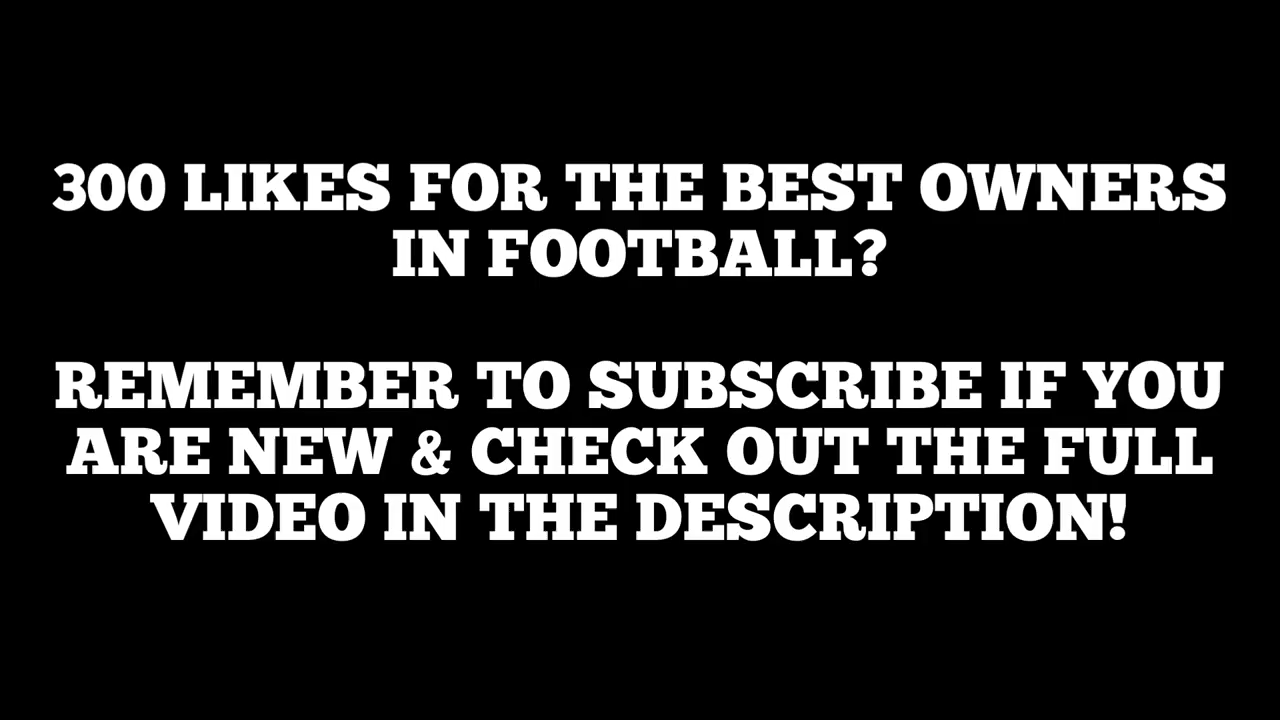 300 LIKES FOR THE BEST OWNERS
IN FOOTBALL?
REMEMBER TO SUBSCRIBE IF YOU
ARE NEW & CHECK OUT THE FULL
VIDEO IN THE DESCRIPTION!